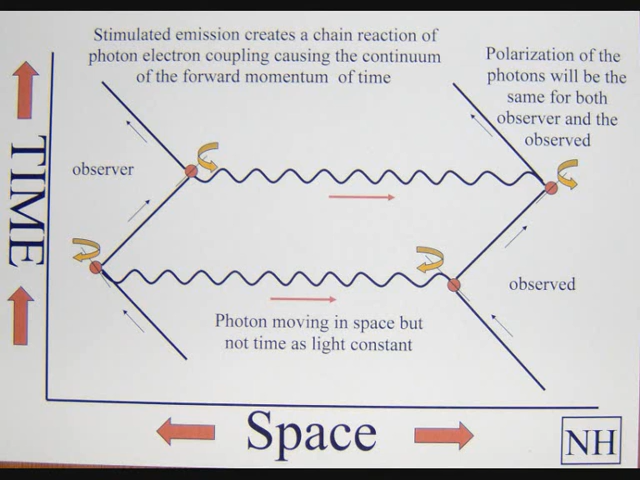 Stimulated emission creates a chain reaction of
photon electron coupling causing the continuum
of the forward momentum of time
Polarization of the
photons will be the
same for both
observer and the
observed
observer
TIME
observed
Photon moving in space but
not time as light constant
Space
NH